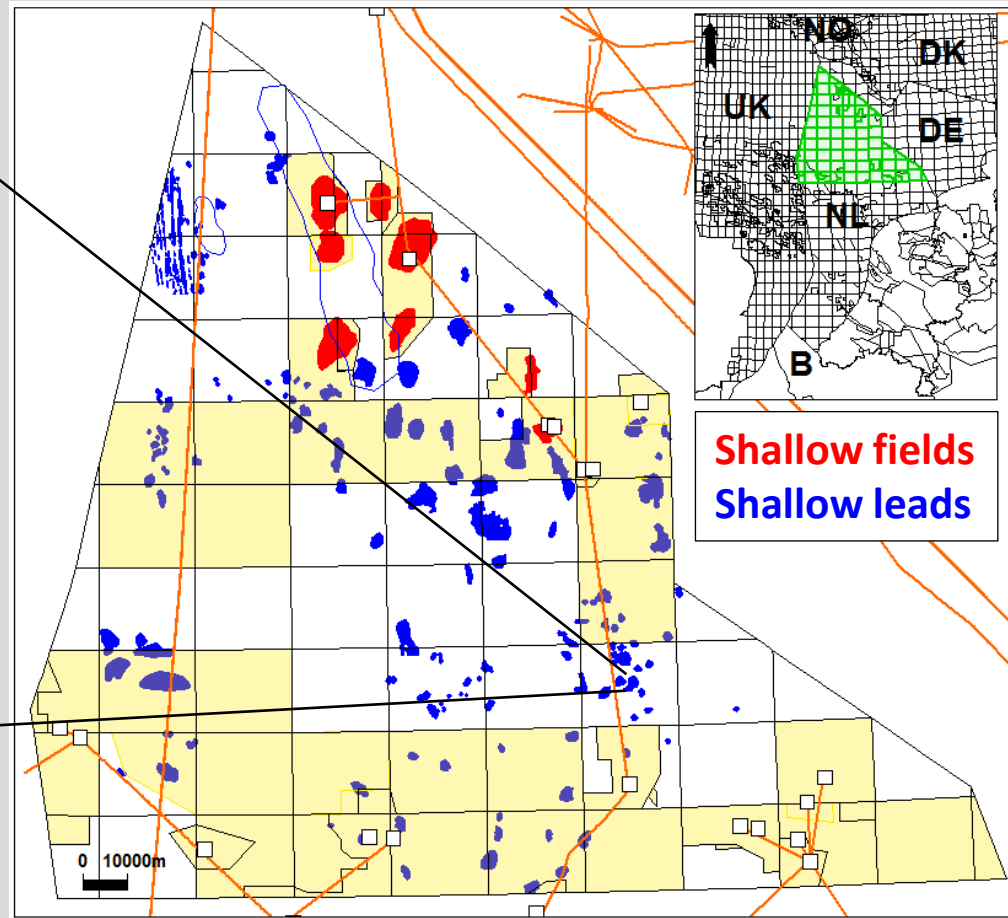 NO
DK
UK
DE
NL
B
Shallow fields
Shallow leads
0 10000m